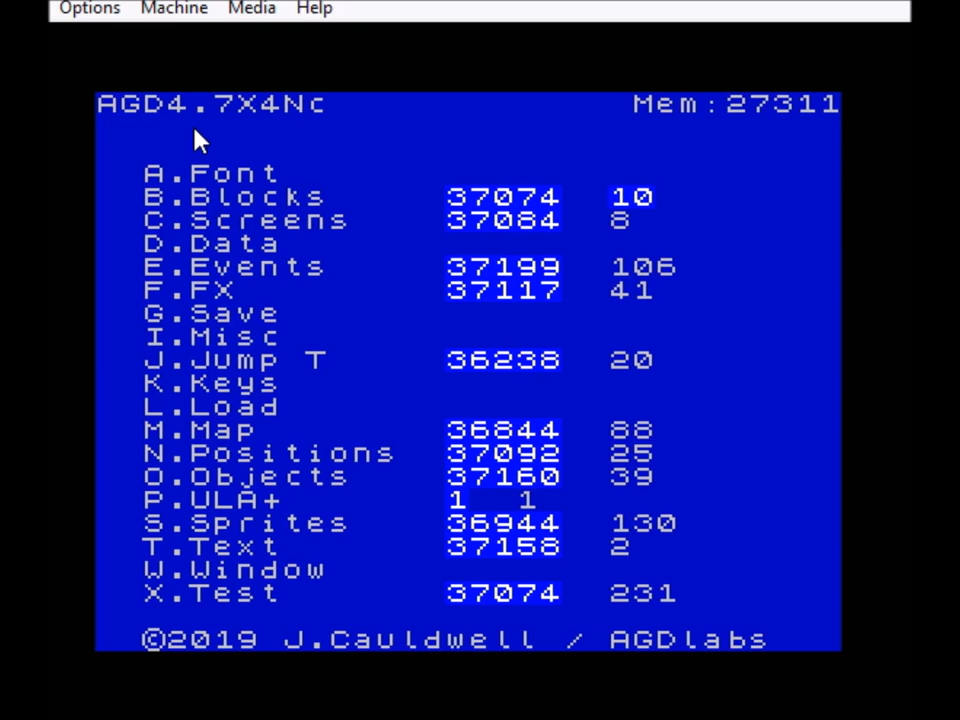 Options Machine Media Help
AGD4.7X4Nc Mem:27311
A.Font
B.Blocks 37074 10
C.Screens 37084 8
D.Data
E.Events 37199 106
F.FX 37117 41
G.Save
I.Misc
J.Jump T 36238 20
K.Keys
L.Load
M.Map 36844 88
N.Positions 37092 25
O.Objects 37160 39
P.ULA+ 1 1
S.Sprites 36944 130
T.Text 37158 2
W.Window
X.Test 37074 231
©2019 J.Cauldwell / AGDlabs